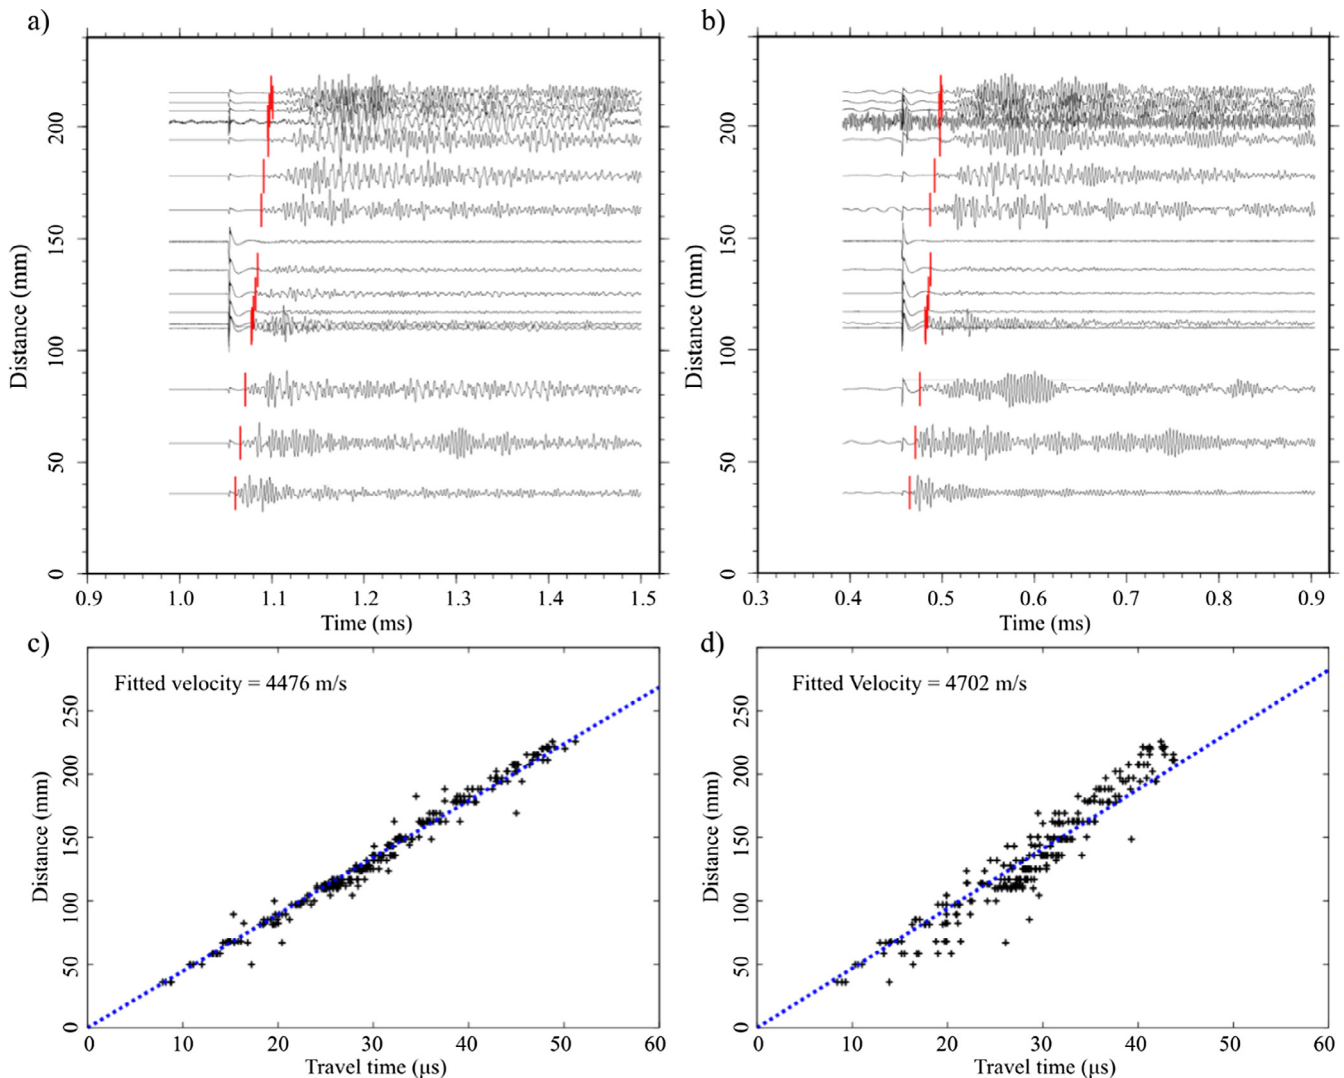 a)
b)
Distance (mm)
200
150
100
50
0
0.9 1.0 1.1 1.2 1.3 1.4 1.5
Time (ms)
Distance (mm)
200
150
100
50
0
0.3 0.4 0.5 0.6 0.7 0.8 0.9
Time (ms)
c)
d)
Fitted velocity = 4476 m/s
Distance (mm)
250
200
150
100
50
0
0 10 20 30 40 50 60
Travel time (μs)
Fitted Velocity = 4702 m/s
Distance (mm)
250
200
150
100
50
0
0 10 20 30 40 50 60
Travel time (μs)